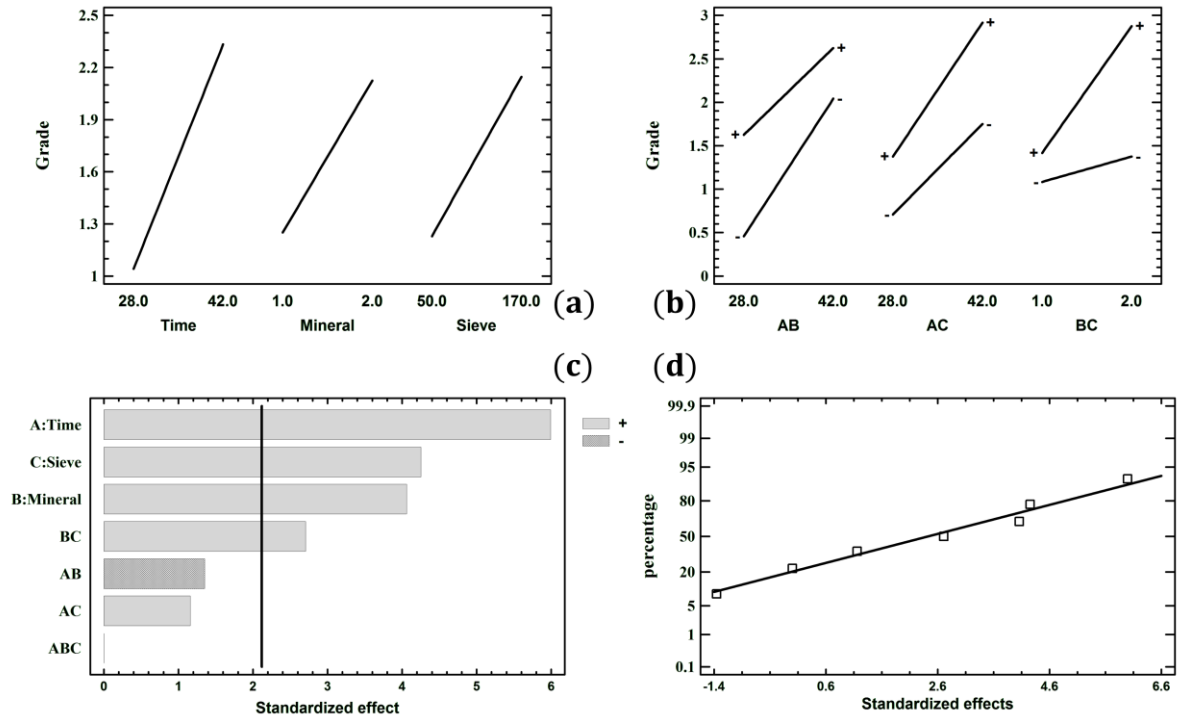 2.5
2.2
1.9
1.6
1.3
1
Grade
28.0 42.0 1.0 2.0 50.0 170.0
Time Mineral Sieve
(a)
3
2.5
2
1.5
1
0.5
0
Grade
+ + + + + +
- - - - - -
28.0 42.0 28.0 42.0 1.0 2.0
AB AC BC
(b)
(c)
A:Time
C:Sieve
B:Mineral
BC
AB
AC
ABC
0 1 2 3 4 5 6
Standardized effect
+
-
(d)
99.9
99
95
80
50
20
5
1
0.1
percentage
-1.4 0.6 2.6 4.6 6.6
Standardized effects